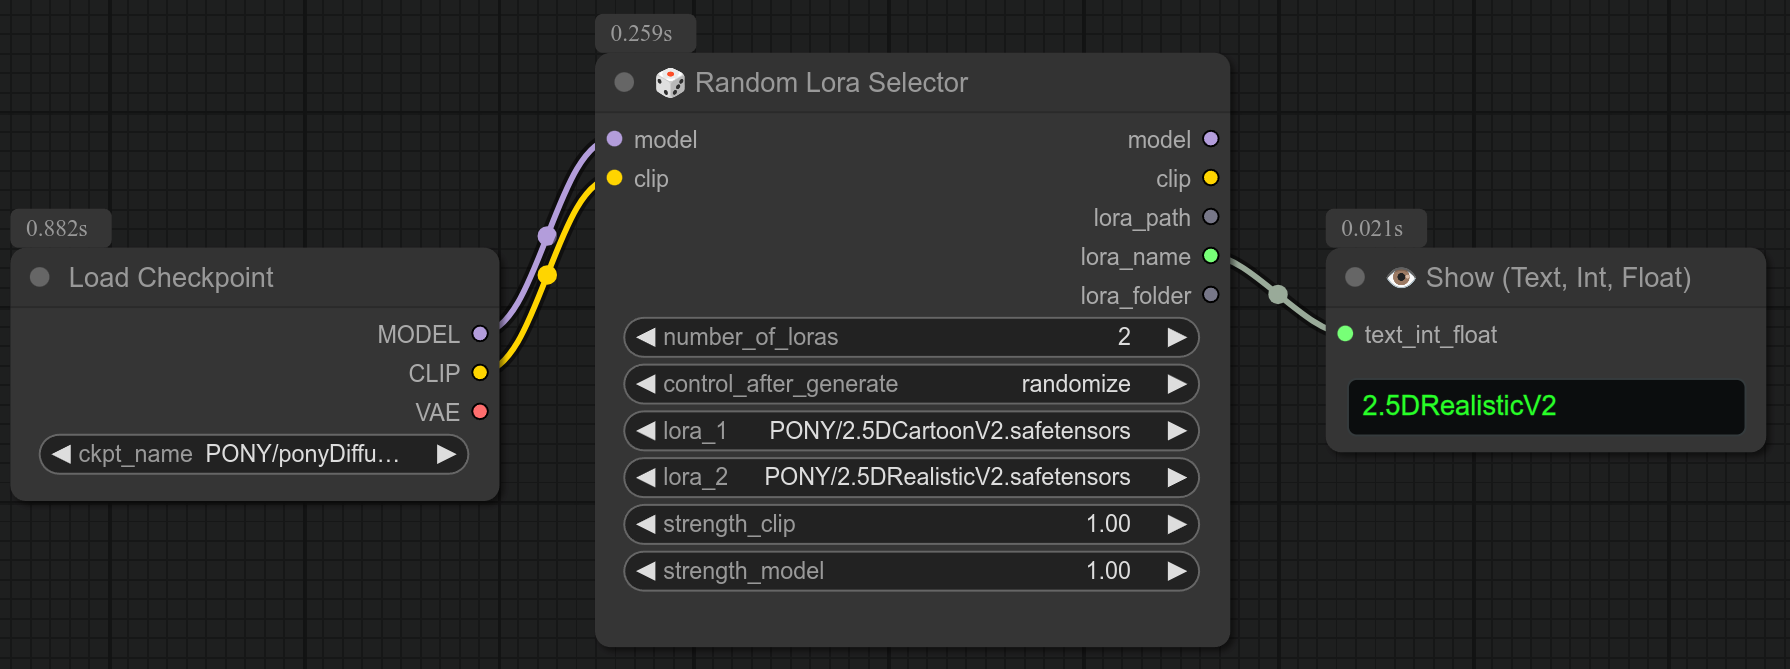 0.882s
Load Checkpoint
MODEL
CLIP
VAE
ckpt_name PONY/ponyDiffu...
0.259s
Random Lora Selector
model model
clip clip
lora_path
lora_name
lora_folder
number_of_loras 2
control_after_generate randomize
lora_1 PONY/2.5DCartoonV2.safetensors
lora_2 PONY/2.5DRealisticV2.safetensors
strength_clip 1.00
strength_model 1.00
0.021s
Show (Text, Int, Float)
text_int_float
2.5DRealisticV2